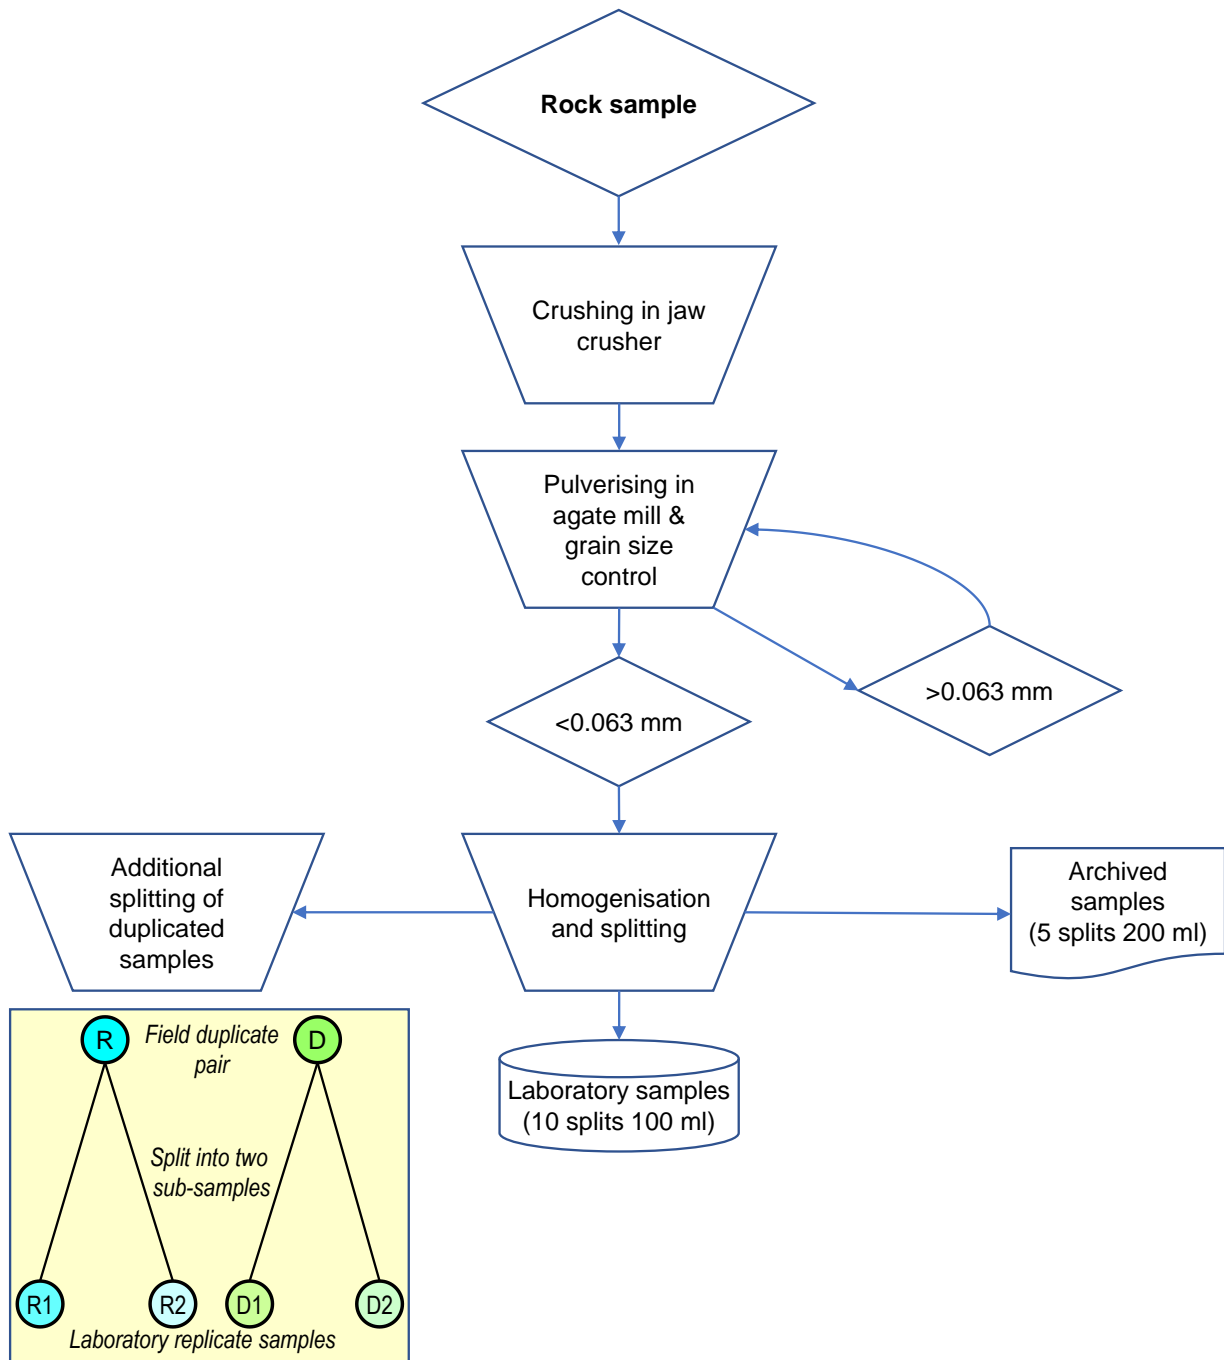 Rock sample
Crushing in jaw
crusher
Pulverising in
agate mill &
grain size
control
>0.063 mm
<0.063 mm
Additional
splitting of
duplicated
samples
Homogenisation
and splitting
Archived
samples
(5 splits 200 ml)
Laboratory samples
(10 splits 100 ml)
R
Field duplicate
pair
D
Split into two
sub-samples
R1
R2
D1
D2
Laboratory replicate samples